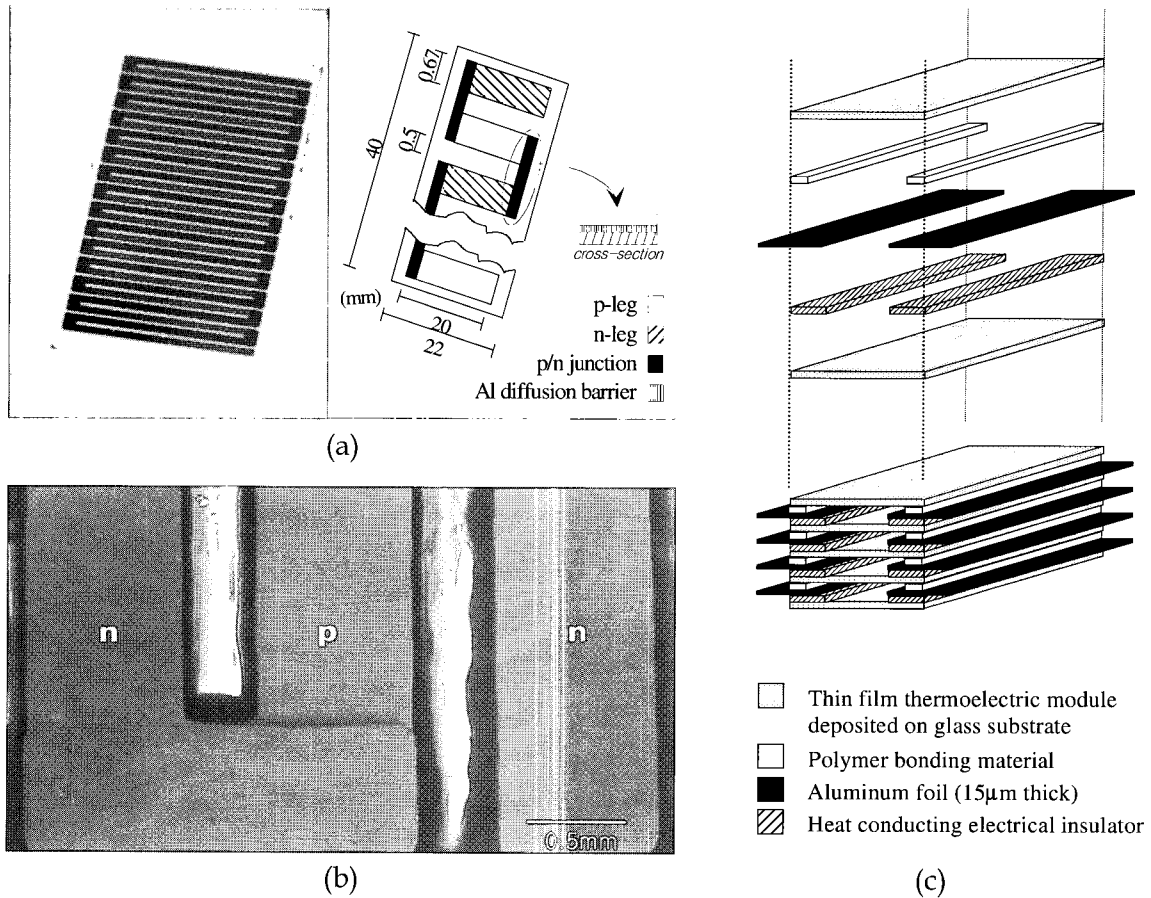 0.67
0.5
40
cross-section
(mm)
20
22
p-leg
n-leg
p/n junction
Al diffusion barrier
(a)
n
p
n
0.5mm
(b)
Thin film thermoelectric module
deposited on glass substrate
Polymer bonding material
Aluminum foil (15μm thick)
Heat conducting electrical insulator
(c)